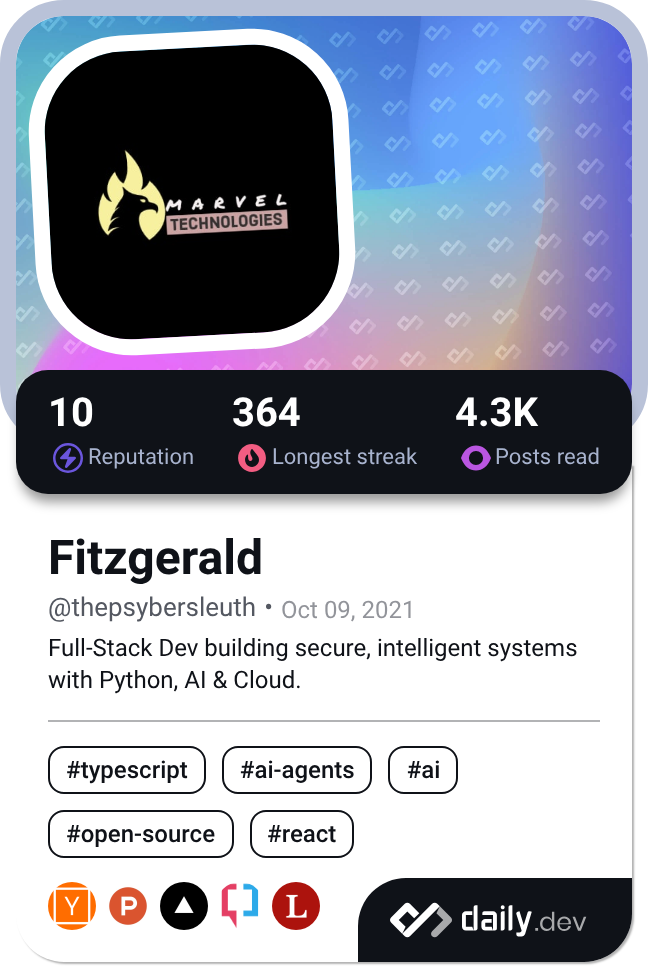 MARVEL
TECHNOLOGIES
10 364 4.3K
Reputation Longest streak Posts read
Fitzgerald
@thepsybersleuth • Oct 09, 2021
Full-Stack Dev building secure, intelligent systems
with Python, AI & Cloud.
#typescript #ai-agents #ai
#open-source #react
Y P L
daily.dev